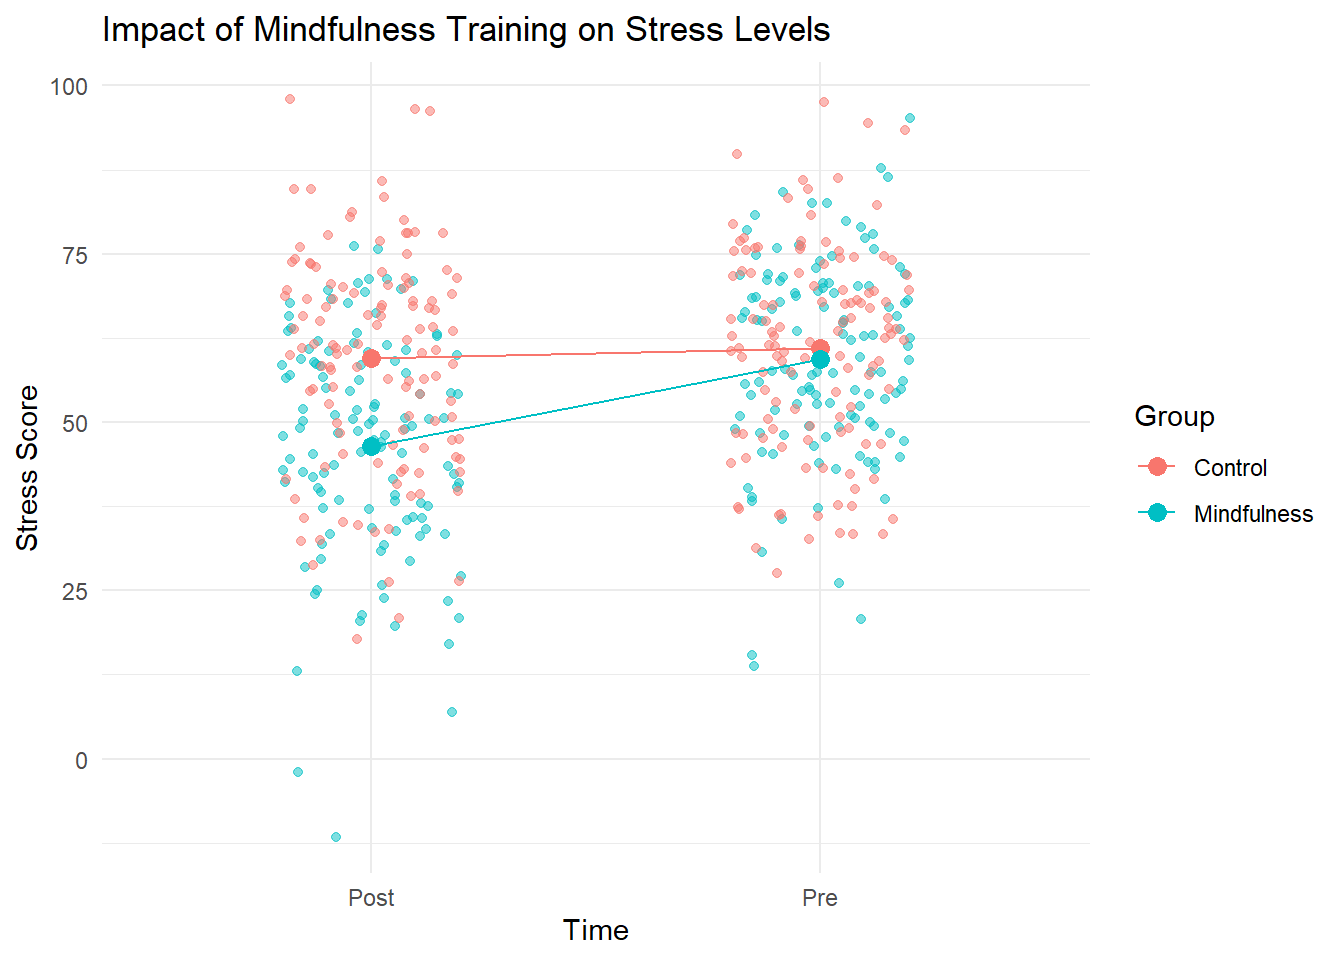 Impact of Mindfulness Training on Stress Levels
100
75
50
25
0
Stress Score
Post
Pre
Time
Group
Control
Mindfulness